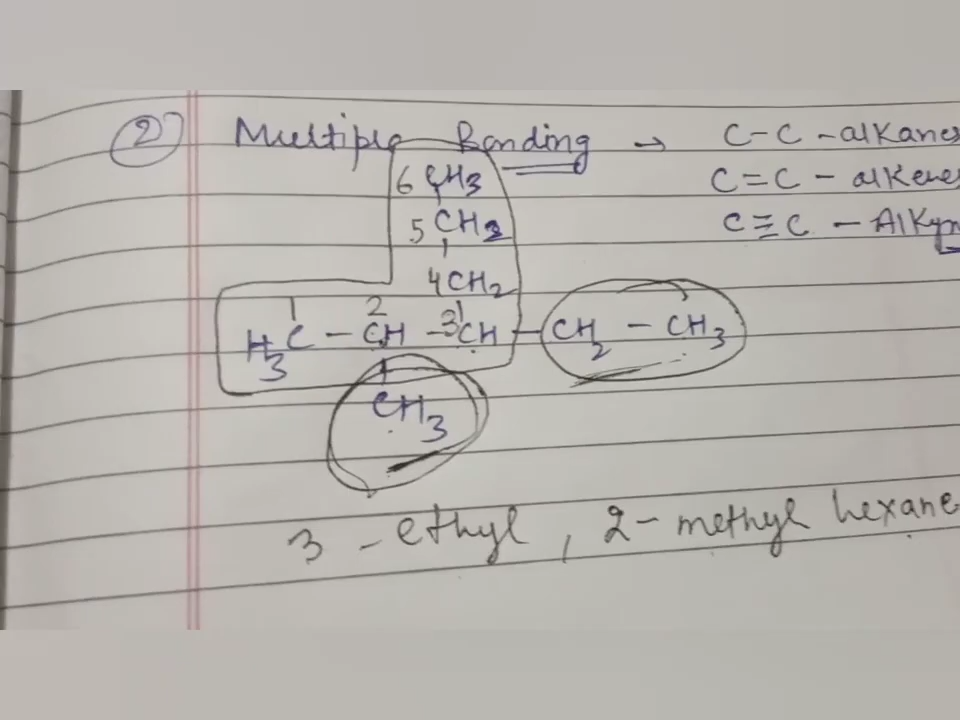 ② Multiple Bonding → C-C - alkanes
C=C - alkenes
C≡C - Alkyn
6 CH3
5 CH2
4 CH2
1 2 3
H3C - CH - CH - CH2 - CH3
CH3
3 - ethyl, 2 - methyl hexane